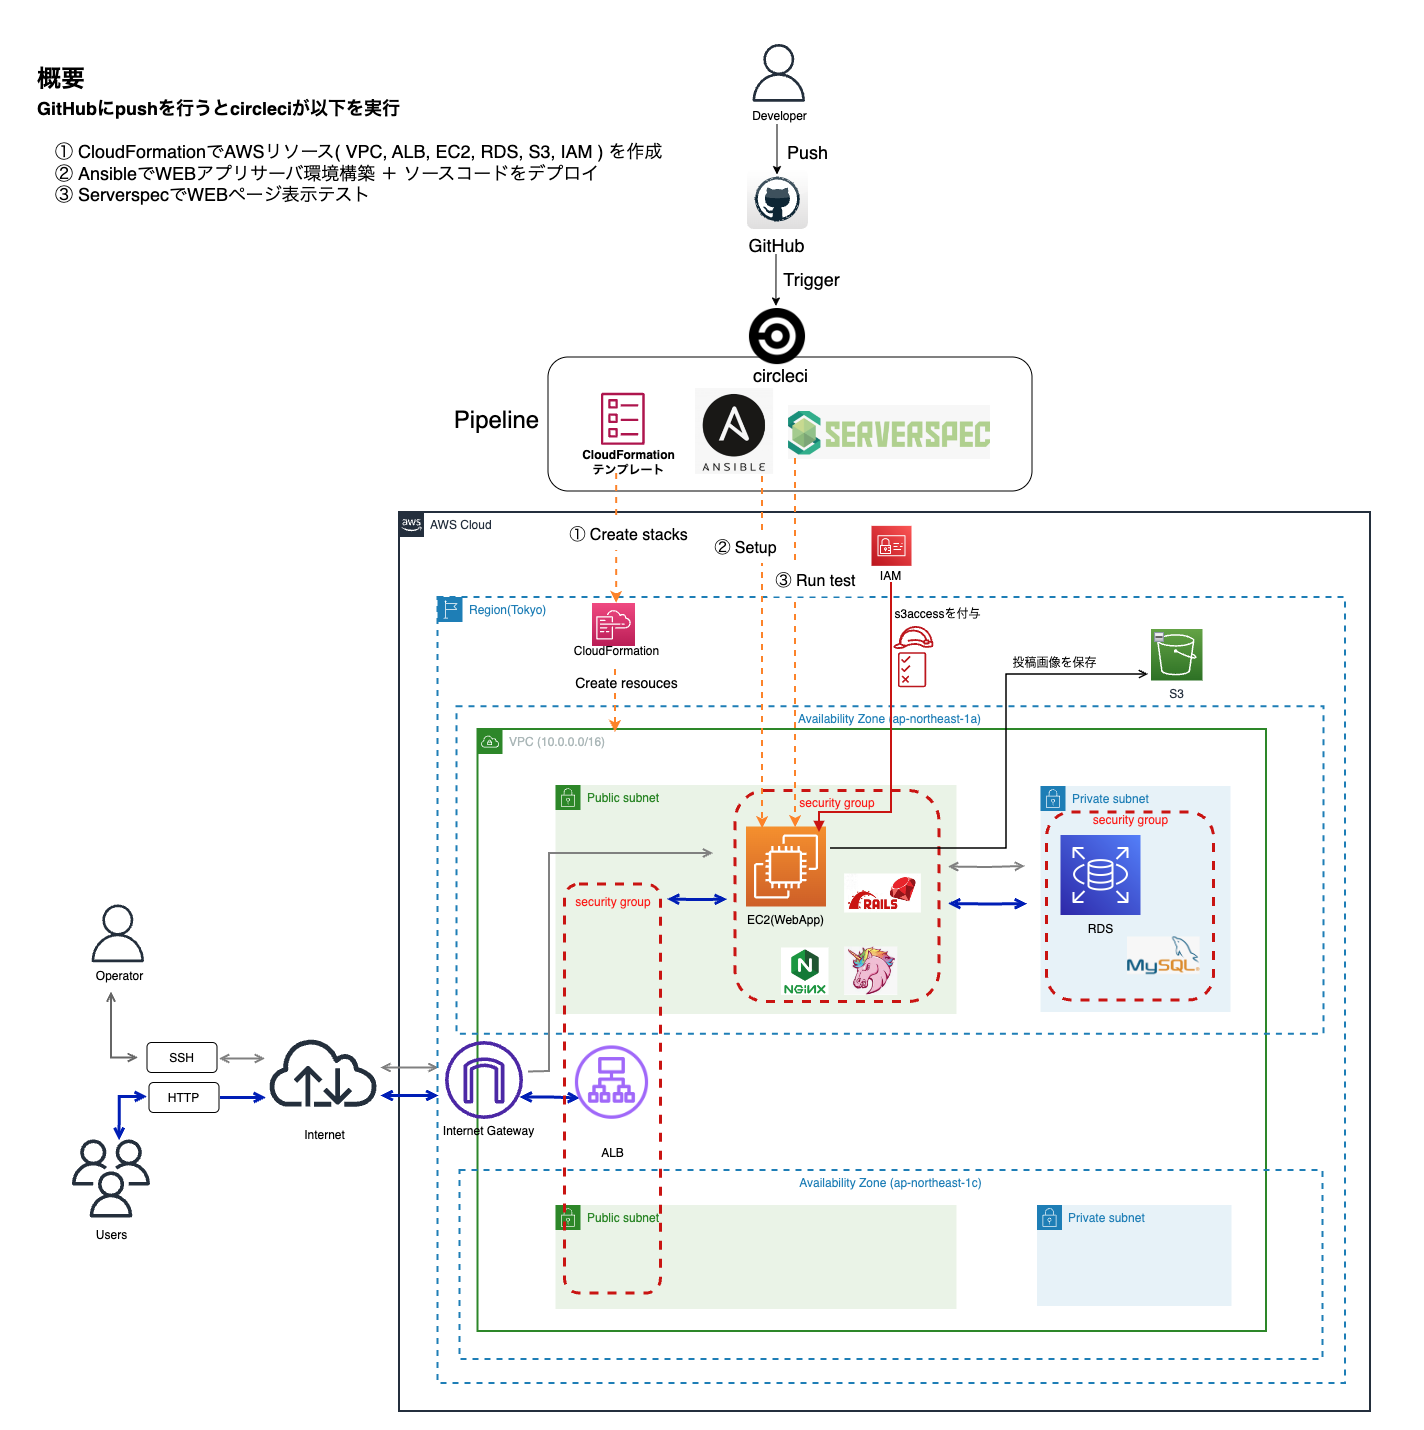 概要
GitHubにpushを行うとcircleciが以下を実行
① CloudFormationでAWSリソース( VPC, ALB, EC2, RDS, S3, IAM ) を作成
② AnsibleでWEBアプリサーバ環境構築 ＋ ソースコードをデプロイ
③ ServerspecでWEBページ表示テスト
Developer
Push
GitHub
Trigger
circleci
Pipeline
CloudFormation
テンプレート
ANSIBLE
SERVERSPEC
aws
AWS Cloud
① Create stacks
② Setup
③ Run test
IAM
Region(Tokyo)
s3accessを付与
CloudFormation
Create resouces
投稿画像を保存
S3
Availability Zone (ap-northeast-1a)
VPC (10.0.0.0/16)
Public subnet
security group
Private subnet
security group
RAILS
security group
EC2(WebApp)
RDS
NGINX
MySQL
Operator
SSH
HTTP
Internet
Internet Gateway
ALB
Users
Availability Zone (ap-northeast-1c)
Public subnet
Private subnet